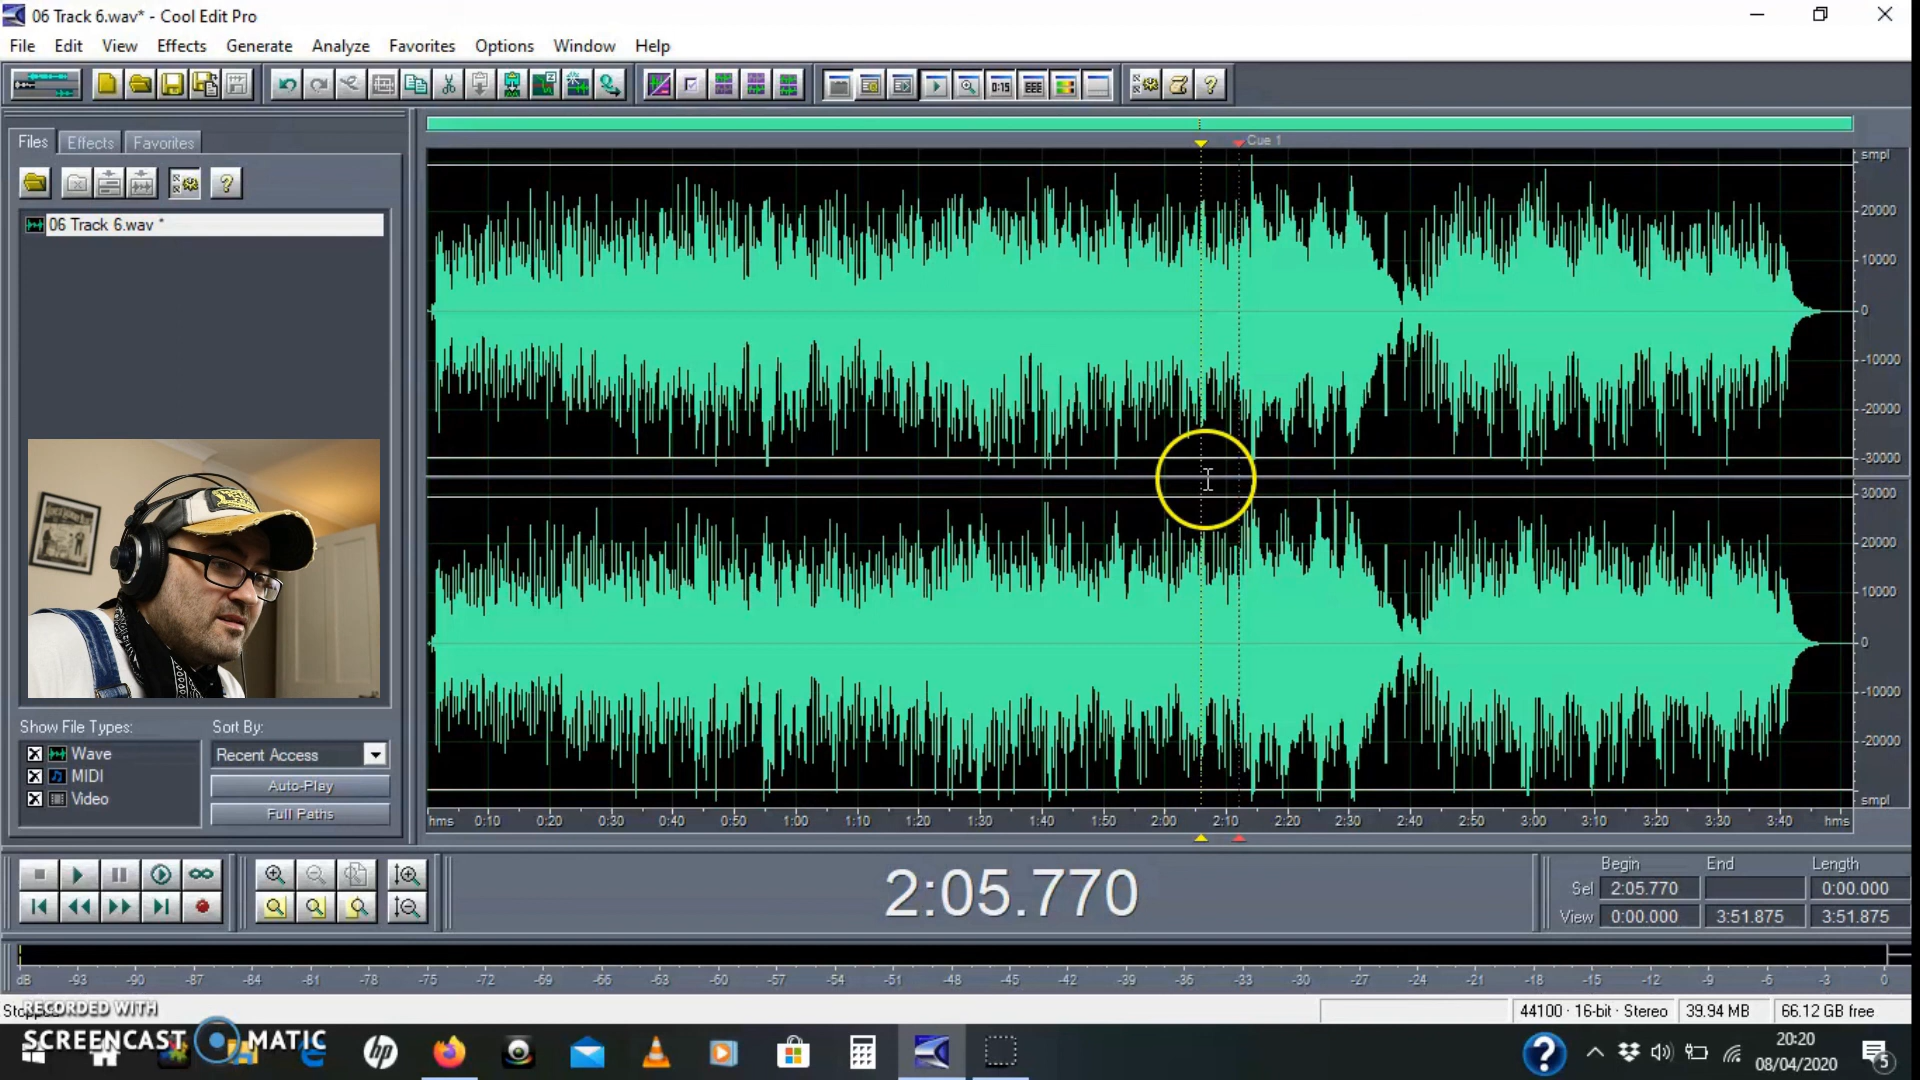 06 Track 6.wav* - Cool Edit Pro
File Edit View Effects Generate Analyze Favorites Options Window Help
0:15
Files Effects Favorites
Cue 1
06 Track 6.wav *
smpl
20000
10000
0
-10000
-20000
-30000
30000
20000
10000
0
-10000
-20000
smpl
Show File Types: Sort By:
Wave Recent Access
MIDI Auto-Play
Video Full Paths
hms 0:10 0:20 0:30 0:40 0:50 1:00 1:10 1:20 1:30 1:40 1:50 2:00 2:10 2:20 2:30 2:40 2:50 3:00 3:10 3:20 3:30 3:40 hms
2:05.770
Begin End Length
Sel 2:05.770 0:00.000
View 0:00.000 3:51.875 3:51.875
dB -93 -87 -84 -81 -78 -75 -72 -69 -66 -63 -60 -57 -54 -51 -48 -45 -42 -39 -36 -33 -30 -27 -24 -21 -18 -15 -12 -9 -6 -3 0
44100 · 16-bit · Stereo 39.94 MB 66.12 GB free
RECORDED WITH
SCREENCAST MATIC
hp
20:20
08/04/2020
5